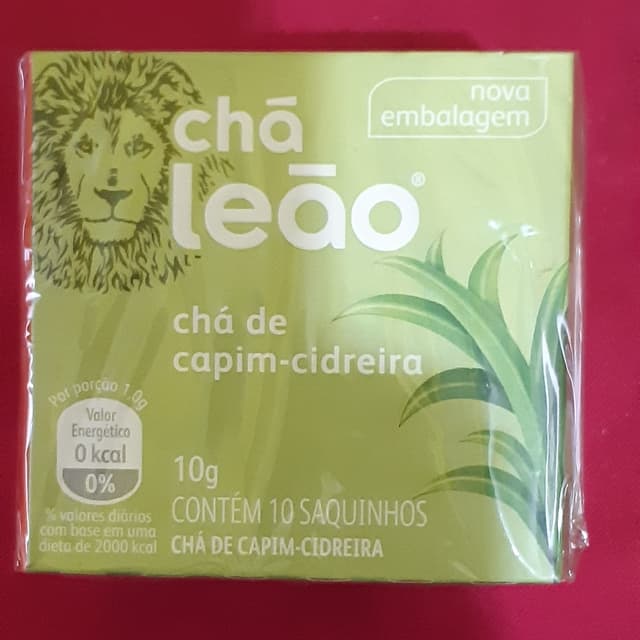 nova
embalagem
chá
leão®
chá de
capim-cidreira
Por porção 1,0g
Valor
Energético
0 kcal
0%
% valores diários
com base em uma
dieta de 2000 kcal
10g
CONTÉM 10 SAQUINHOS
CHÁ DE CAPIM-CIDREIRA